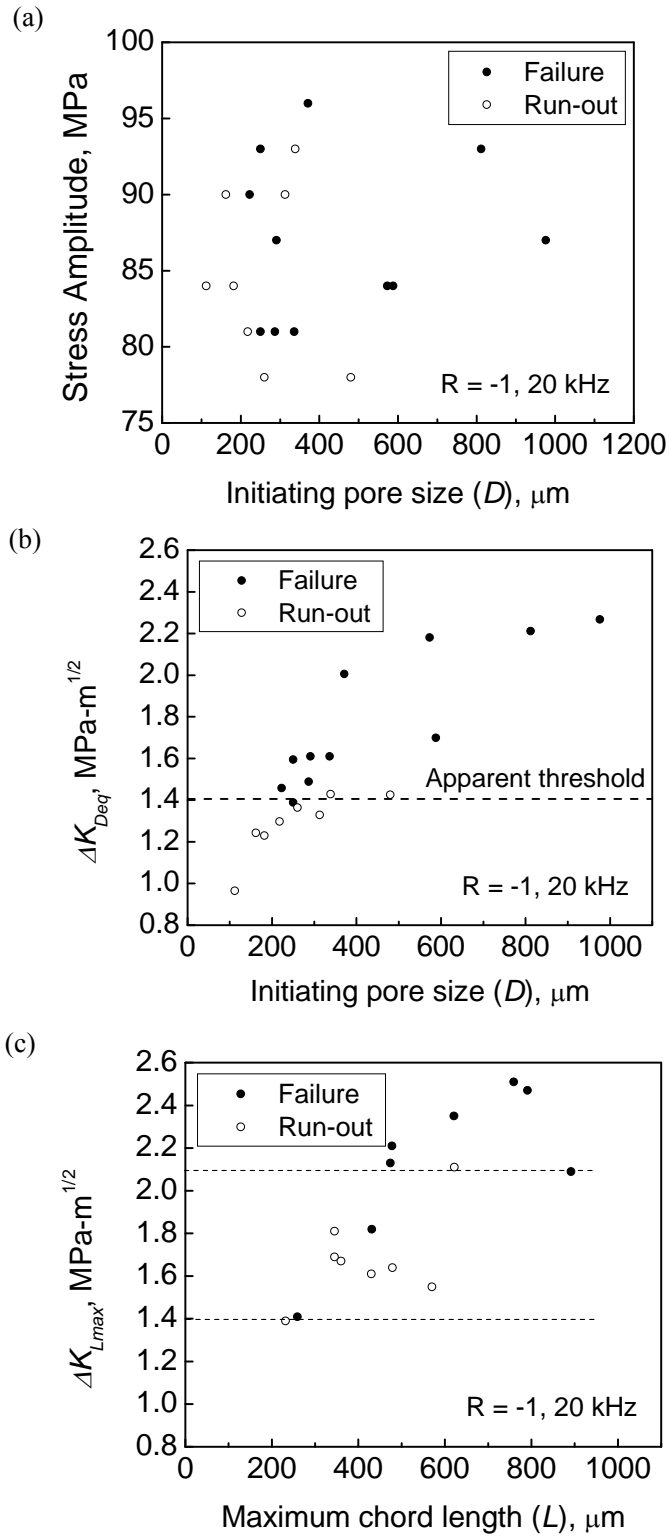 (a)
100
95
90
85
80
75
Stress Amplitude, MPa
Failure
Run-out
R = -1, 20 kHz
0 200 400 600 800 1000 1200
Initiating pore size (D), μm
(b)
2.6
2.4
2.2
2.0
1.8
1.6
1.4
1.2
1.0
0.8
ΔK_Deq, MPa-m^1/2
Failure
Run-out
Apparent threshold
R = -1, 20 kHz
0 200 400 600 800 1000
Initiating pore size (D), μm
(c)
2.6
2.4
2.2
2.0
1.8
1.6
1.4
1.2
1.0
0.8
ΔK_Lmax, MPa-m^1/2
Failure
Run-out
R = -1, 20 kHz
0 200 400 600 800 1000
Maximum chord length (L), μm